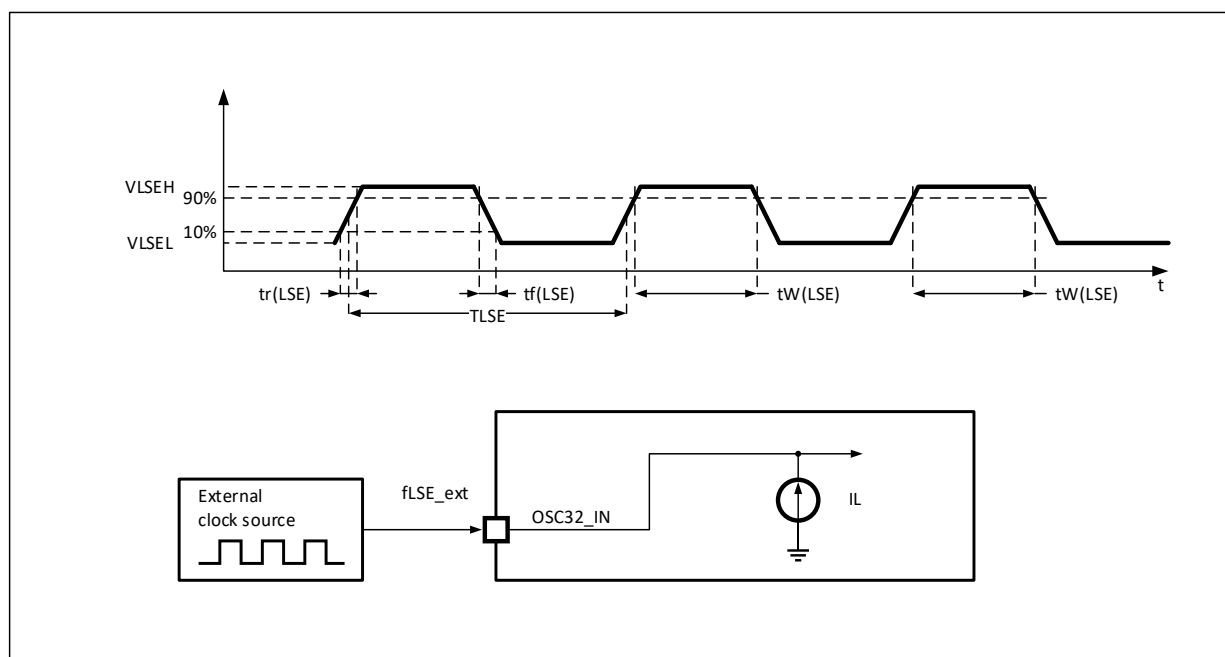 VLSEH
90%
10%
VLSEL
t
tr(LSE)
tf(LSE)
tW(LSE)
tW(LSE)
TLSE
External
clock source
fLSE_ext
OSC32_IN
IL